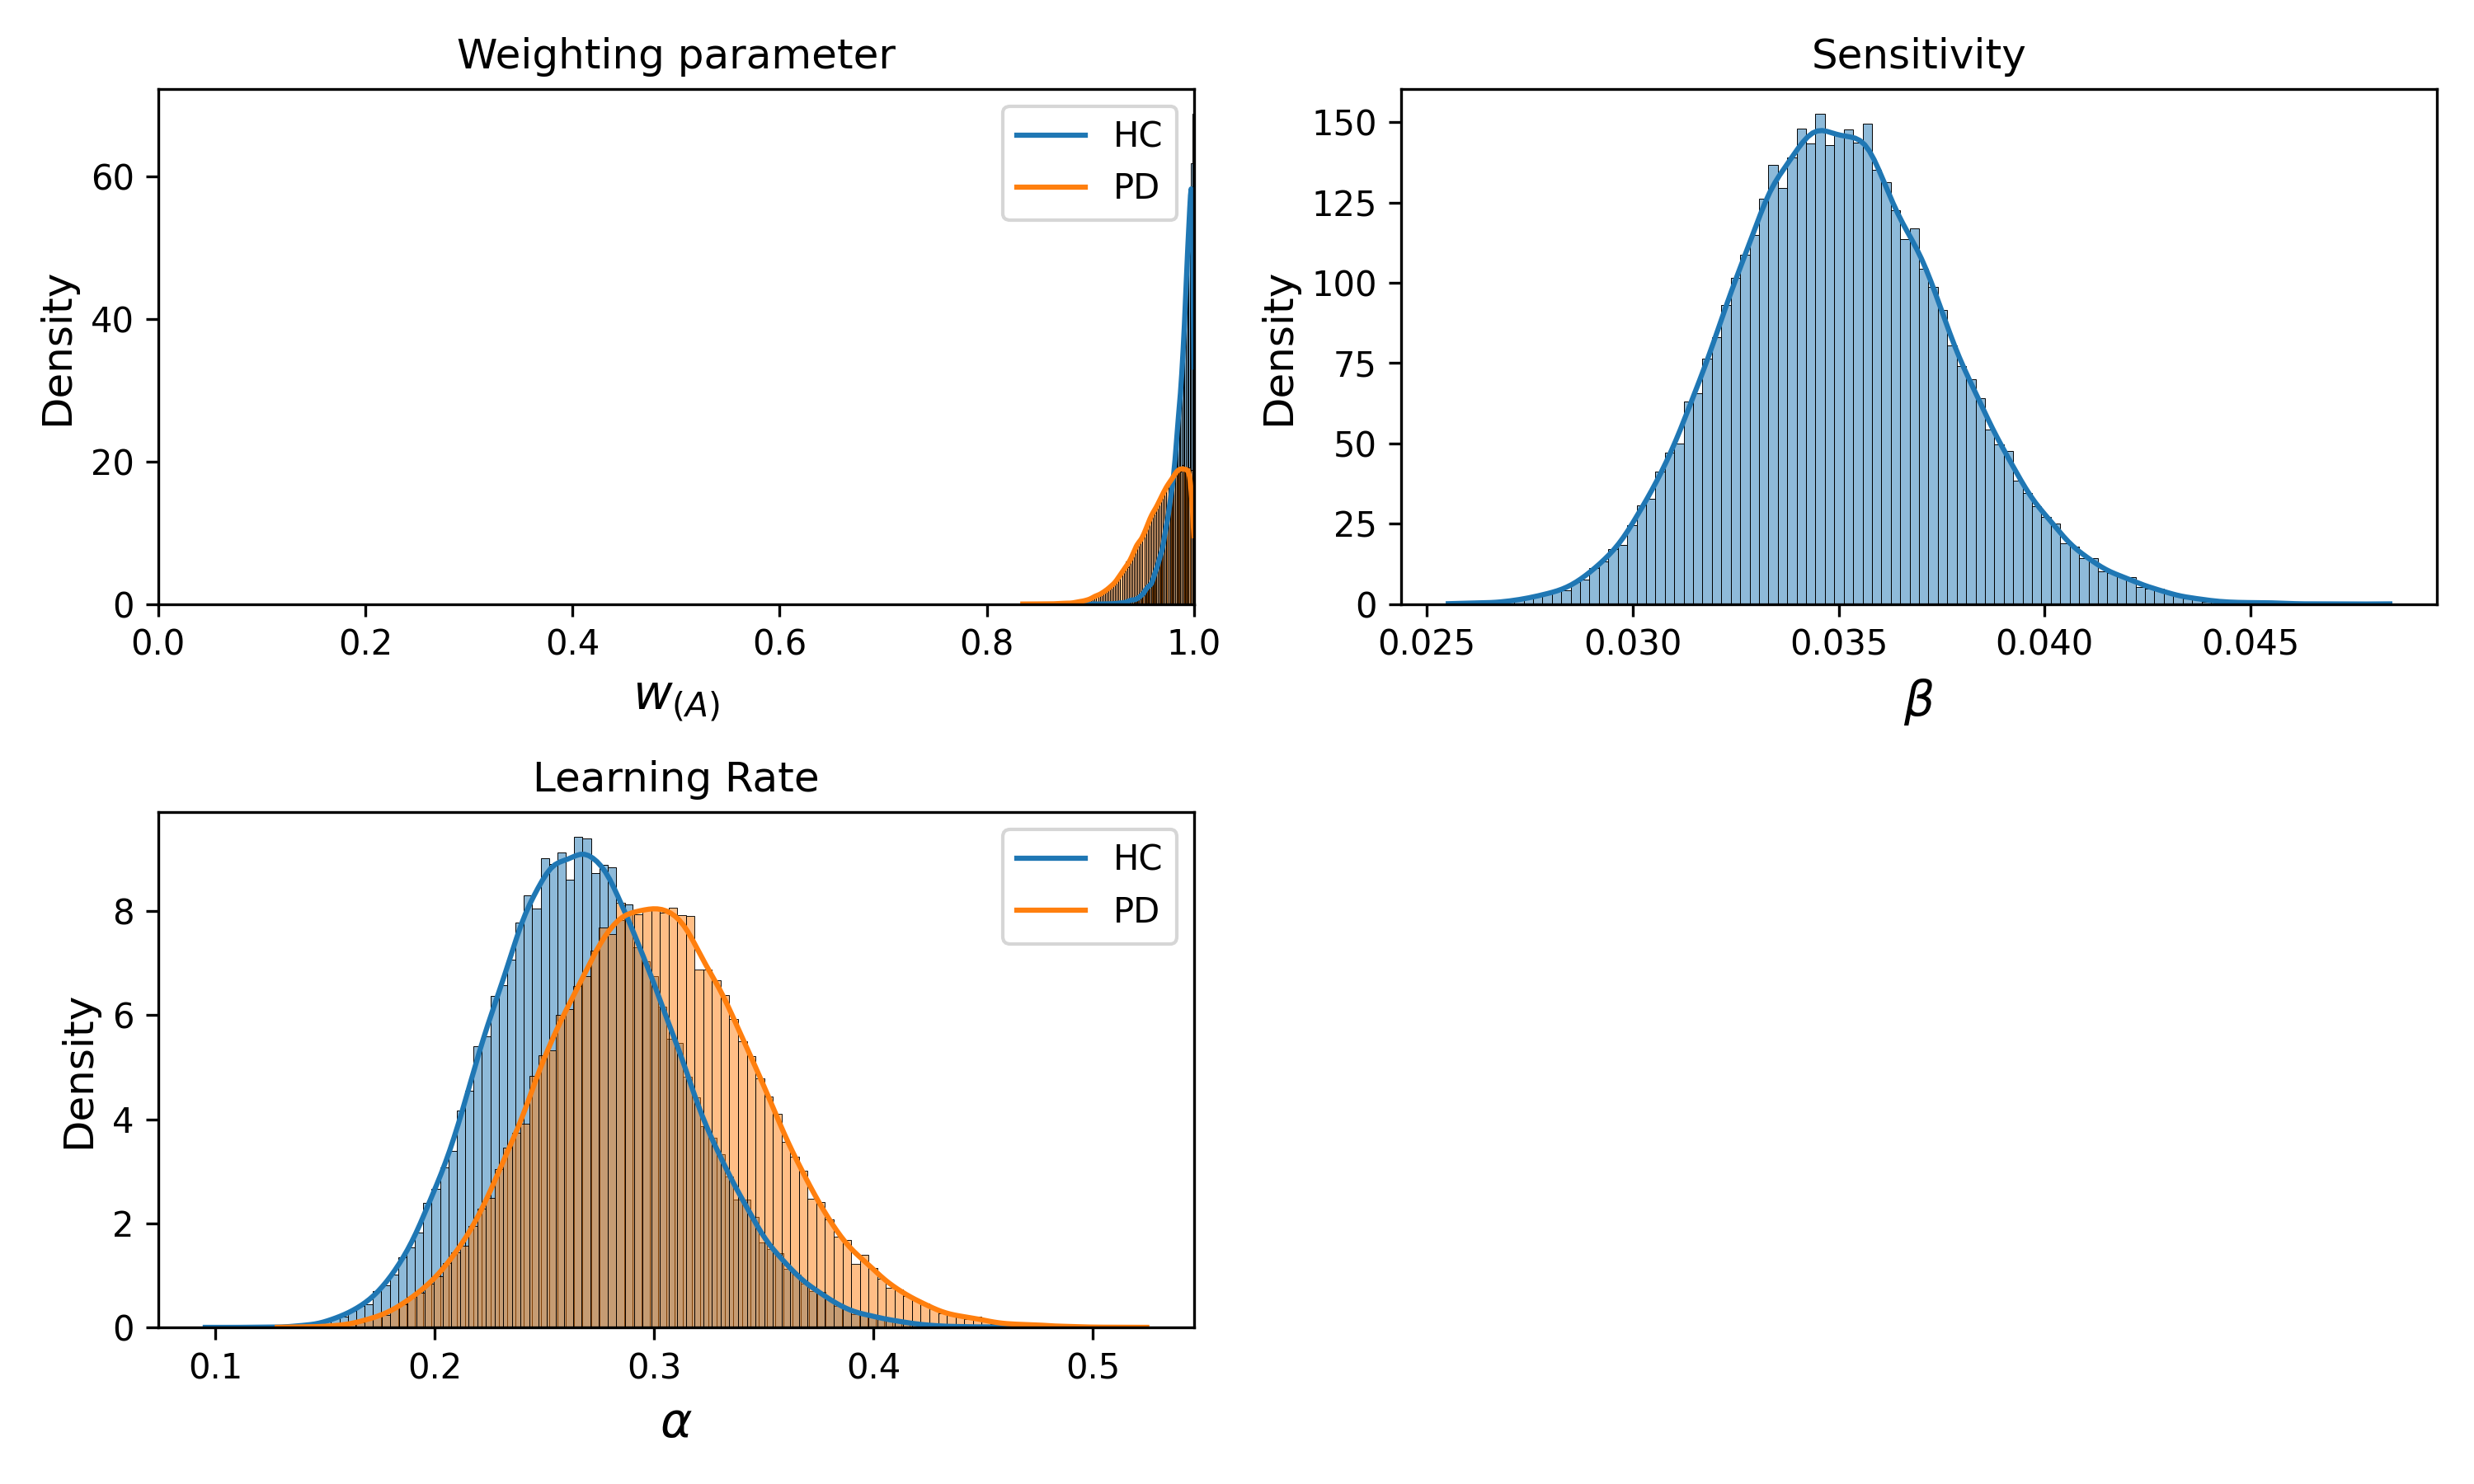 Weighting parameter
HC
PD
Density
60
40
20
0
0.0 0.2 0.4 0.6 0.8 1.0
w(A)
Sensitivity
Density
150
125
100
75
50
25
0
0.025 0.030 0.035 0.040 0.045
β
Learning Rate
HC
PD
Density
8
6
4
2
0
0.1 0.2 0.3 0.4 0.5
α